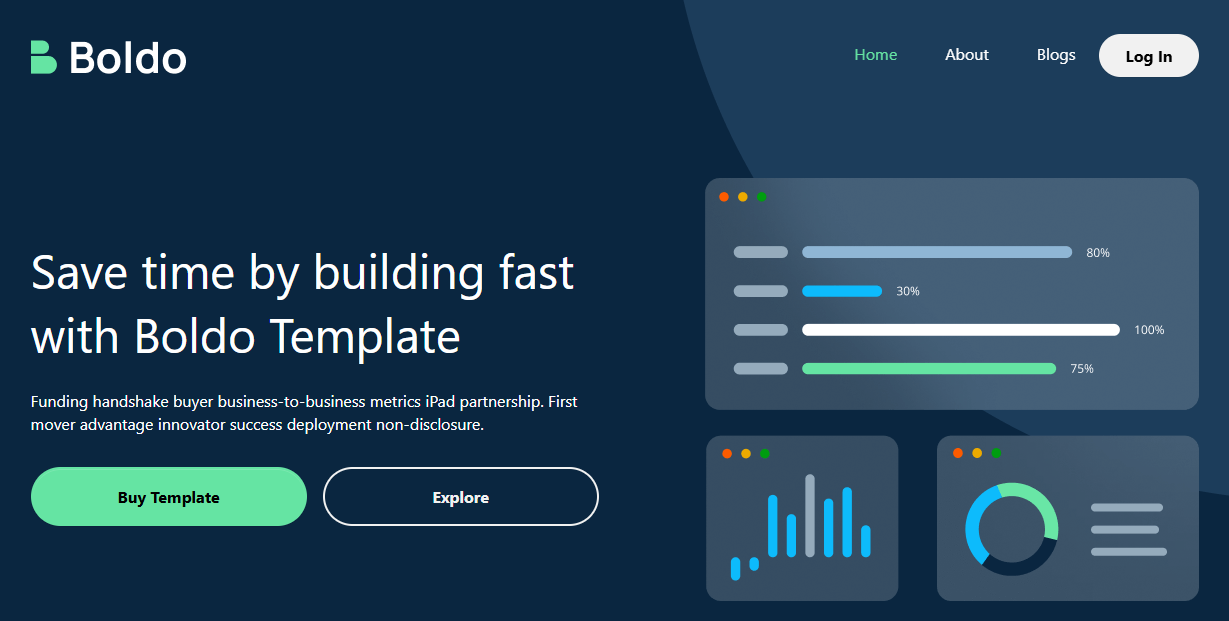 Boldo
Home
About
Blogs
Log In
Save time by building fast
with Boldo Template
Funding handshake buyer business-to-business metrics iPad partnership. First
mover advantage innovator success deployment non-disclosure.
Buy Template
Explore
80%
30%
100%
75%